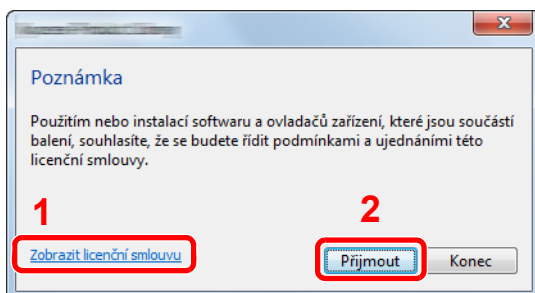 Poznámka
Použitím nebo instalací softwaru a ovladačů zařízení, které jsou součástí
balení, souhlasíte, že se budete řídit podmínkami a ujednáními této
licenční smlouvy.
1
2
Zobrazit licenční smlouvu
Přijmout
Konec